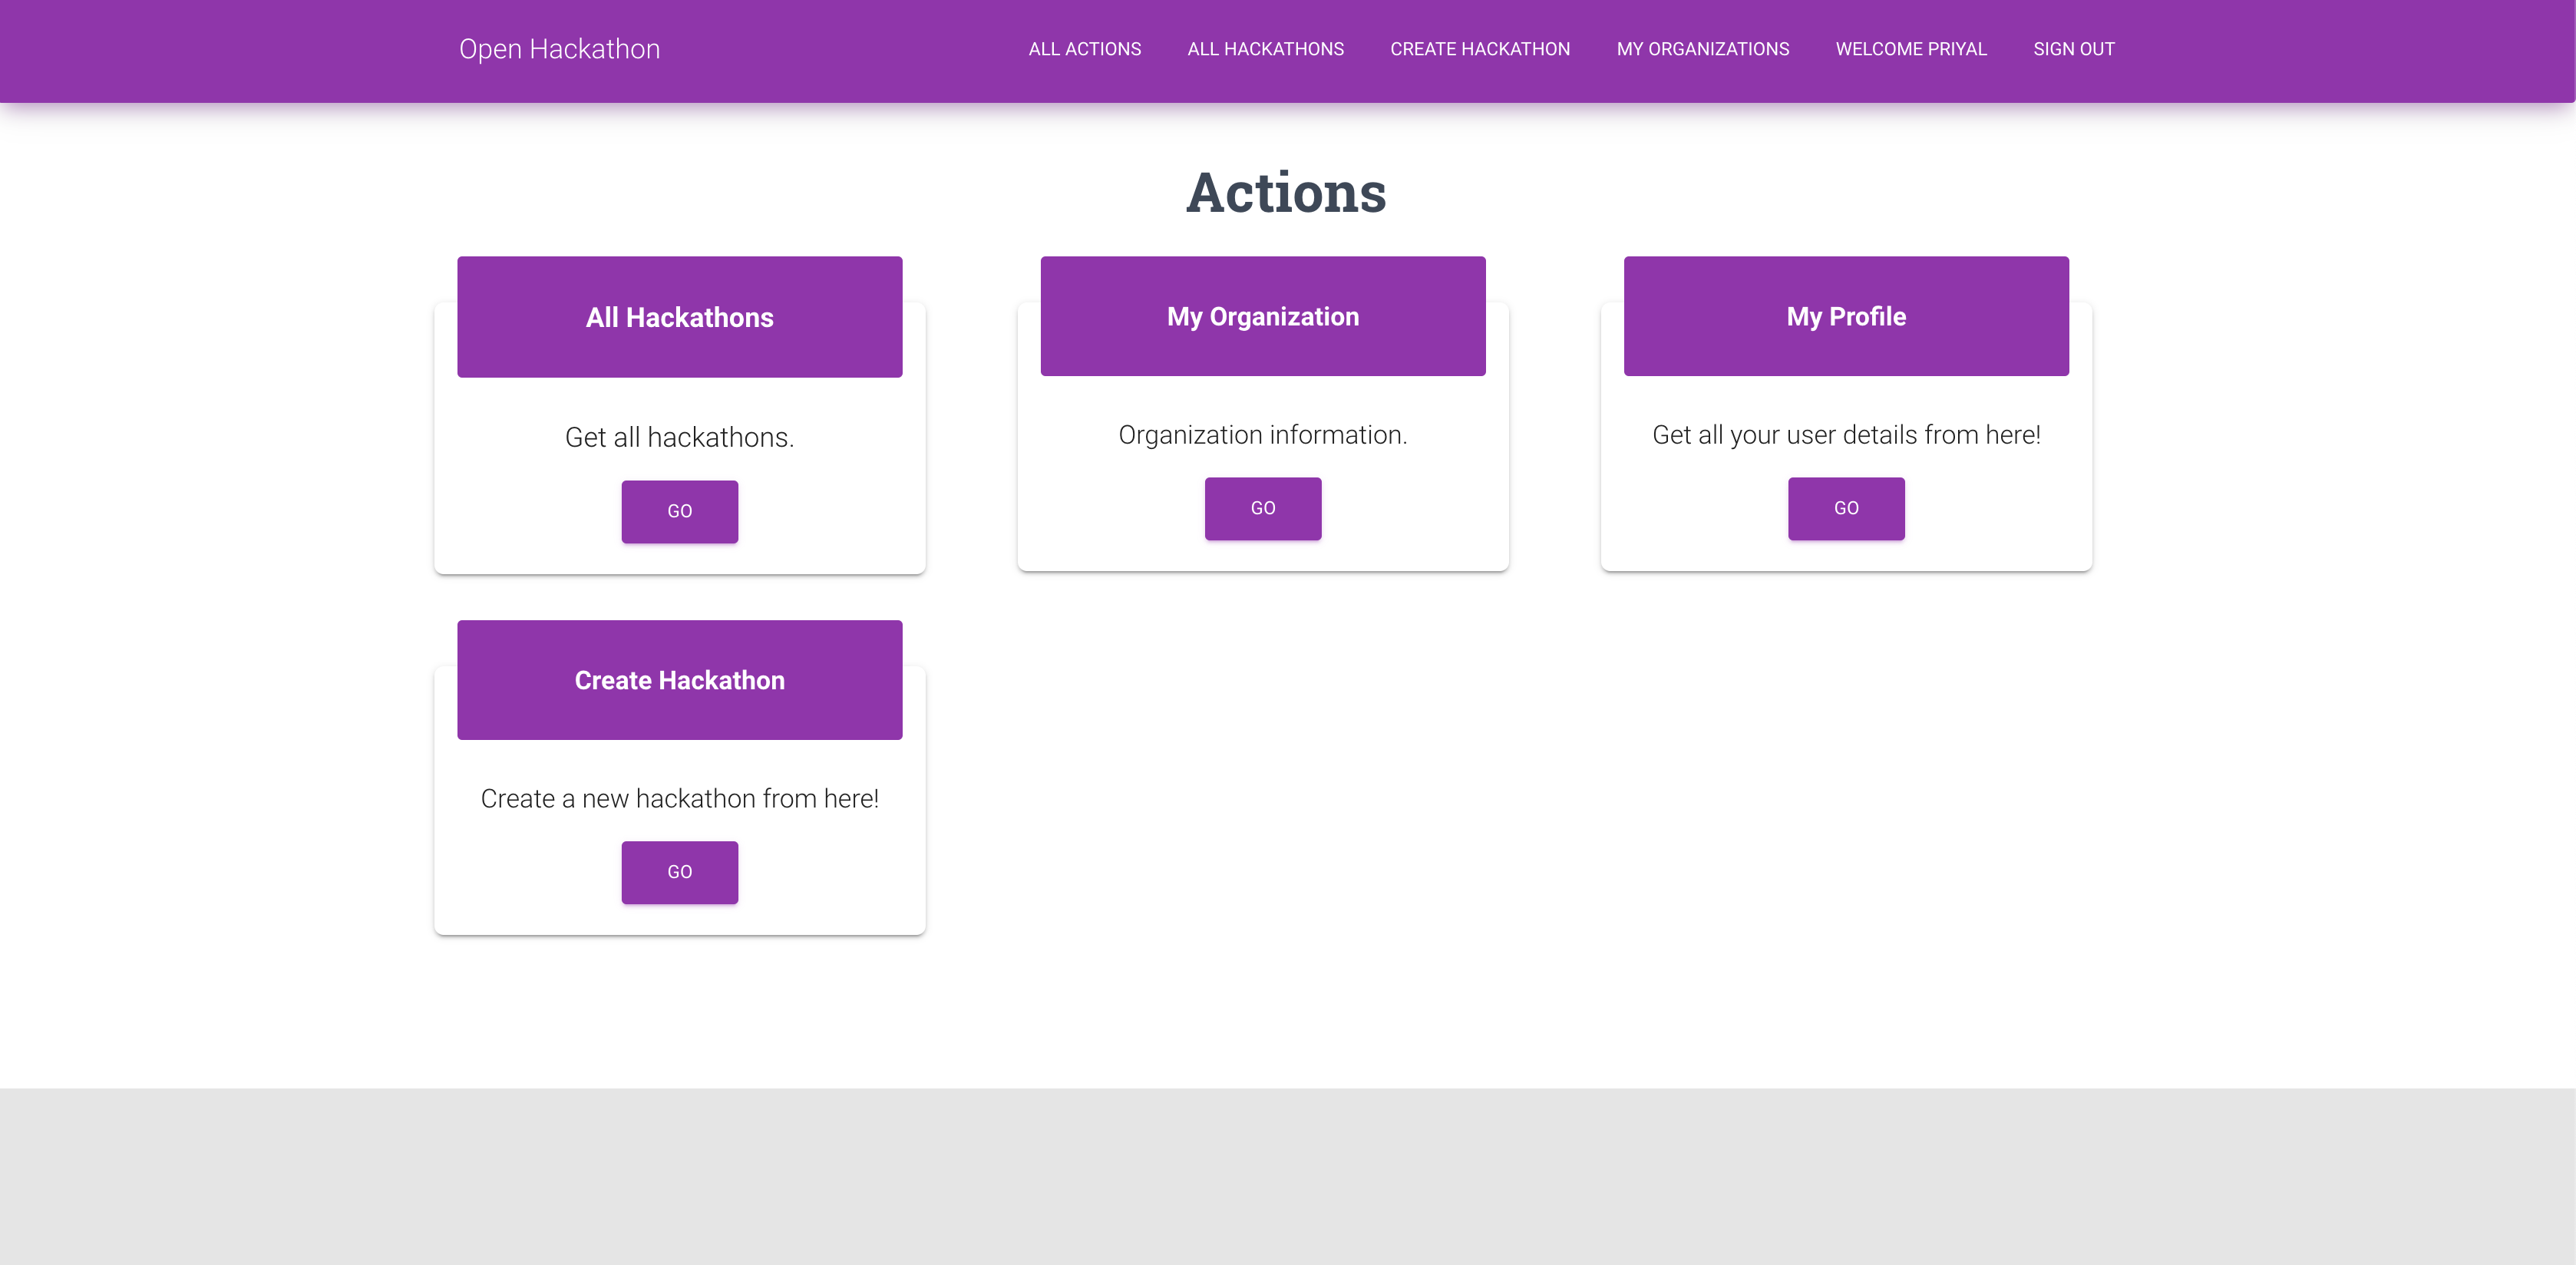 Open Hackathon
ALL ACTIONS ALL HACKATHONS CREATE HACKATHON MY ORGANIZATIONS WELCOME PRIYAL SIGN OUT
Actions
All Hackathons
Get all hackathons.
GO
My Organization
Organization information.
GO
My Profile
Get all your user details from here!
GO
Create Hackathon
Create a new hackathon from here!
GO